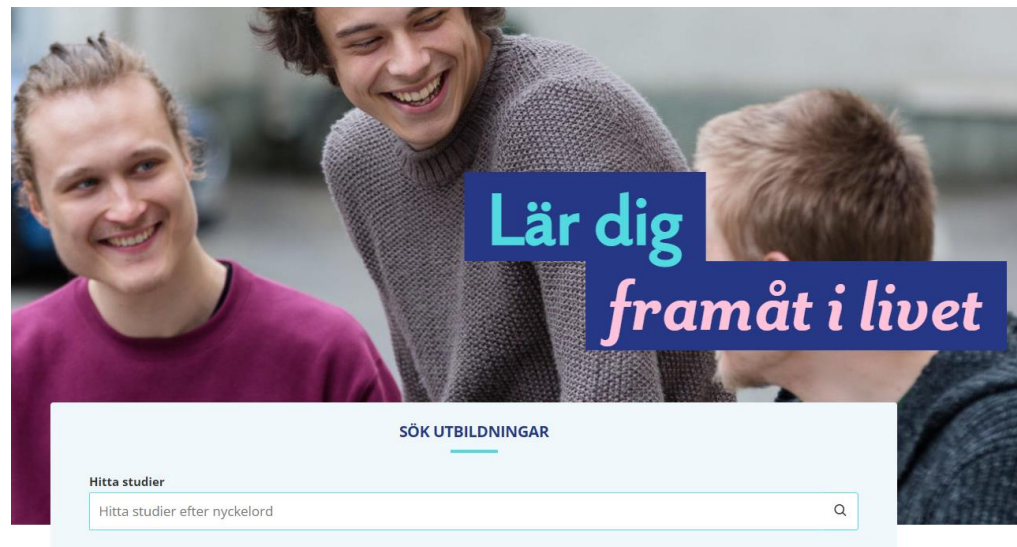 Lär dig
framåt i livet
SÖK UTBILDNINGAR
Hitta studier
Hitta studier efter nyckelord